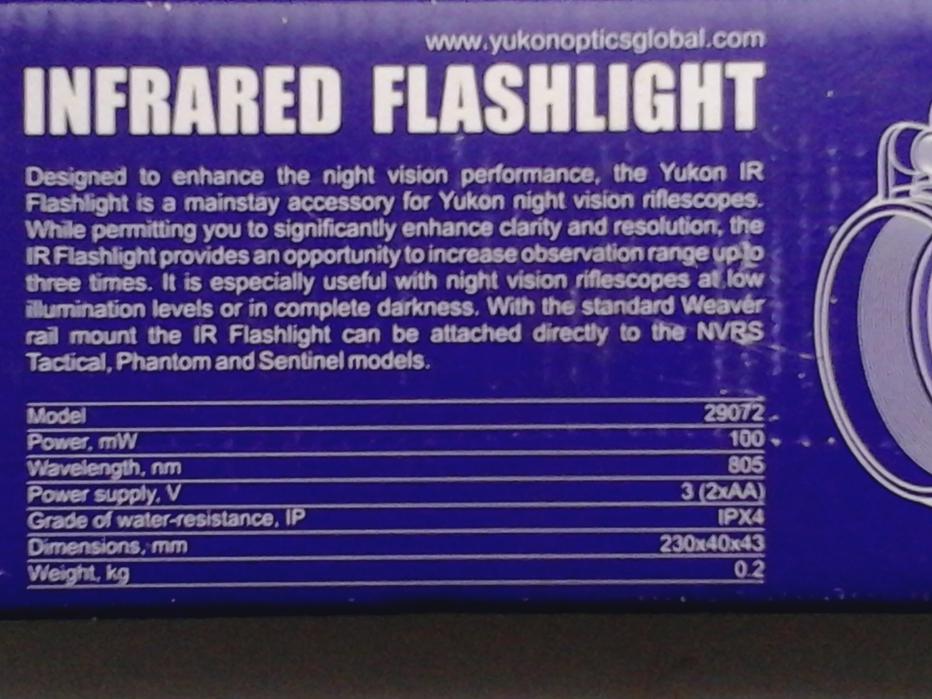 www.yukonopticsglobal.com
INFRARED FLASHLIGHT
Designed to enhance the night vision performance, the Yukon IR
Flashlight is a mainstay accessory for Yukon night vision riflescopes.
While permitting you to significantly enhance clarity and resolution, the
IR Flashlight provides an opportunity to increase observation range up to
three times. It is especially useful with night vision riflescopes at low
illumination levels or in complete darkness. With the standard Weaver
rail mount the IR Flashlight can be attached directly to the NVRS
Tactical, Phantom and Sentinel models.
Model 29072
Power, mW 100
Wavelength, nm 805
Power supply, V 3 (2xAA)
Grade of water-resistance, IP IPX4
Dimensions, mm 230x40x43
Weight, kg 0.2